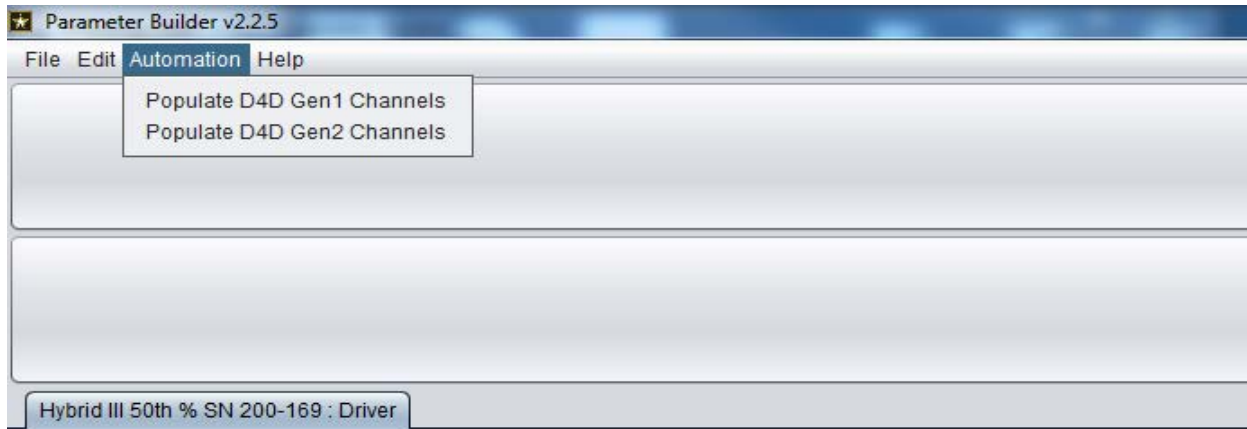 Parameter Builder v2.2.5
File Edit Automation Help
Populate D4D Gen1 Channels
Populate D4D Gen2 Channels
Hybrid III 50th % SN 200-169 : Driver